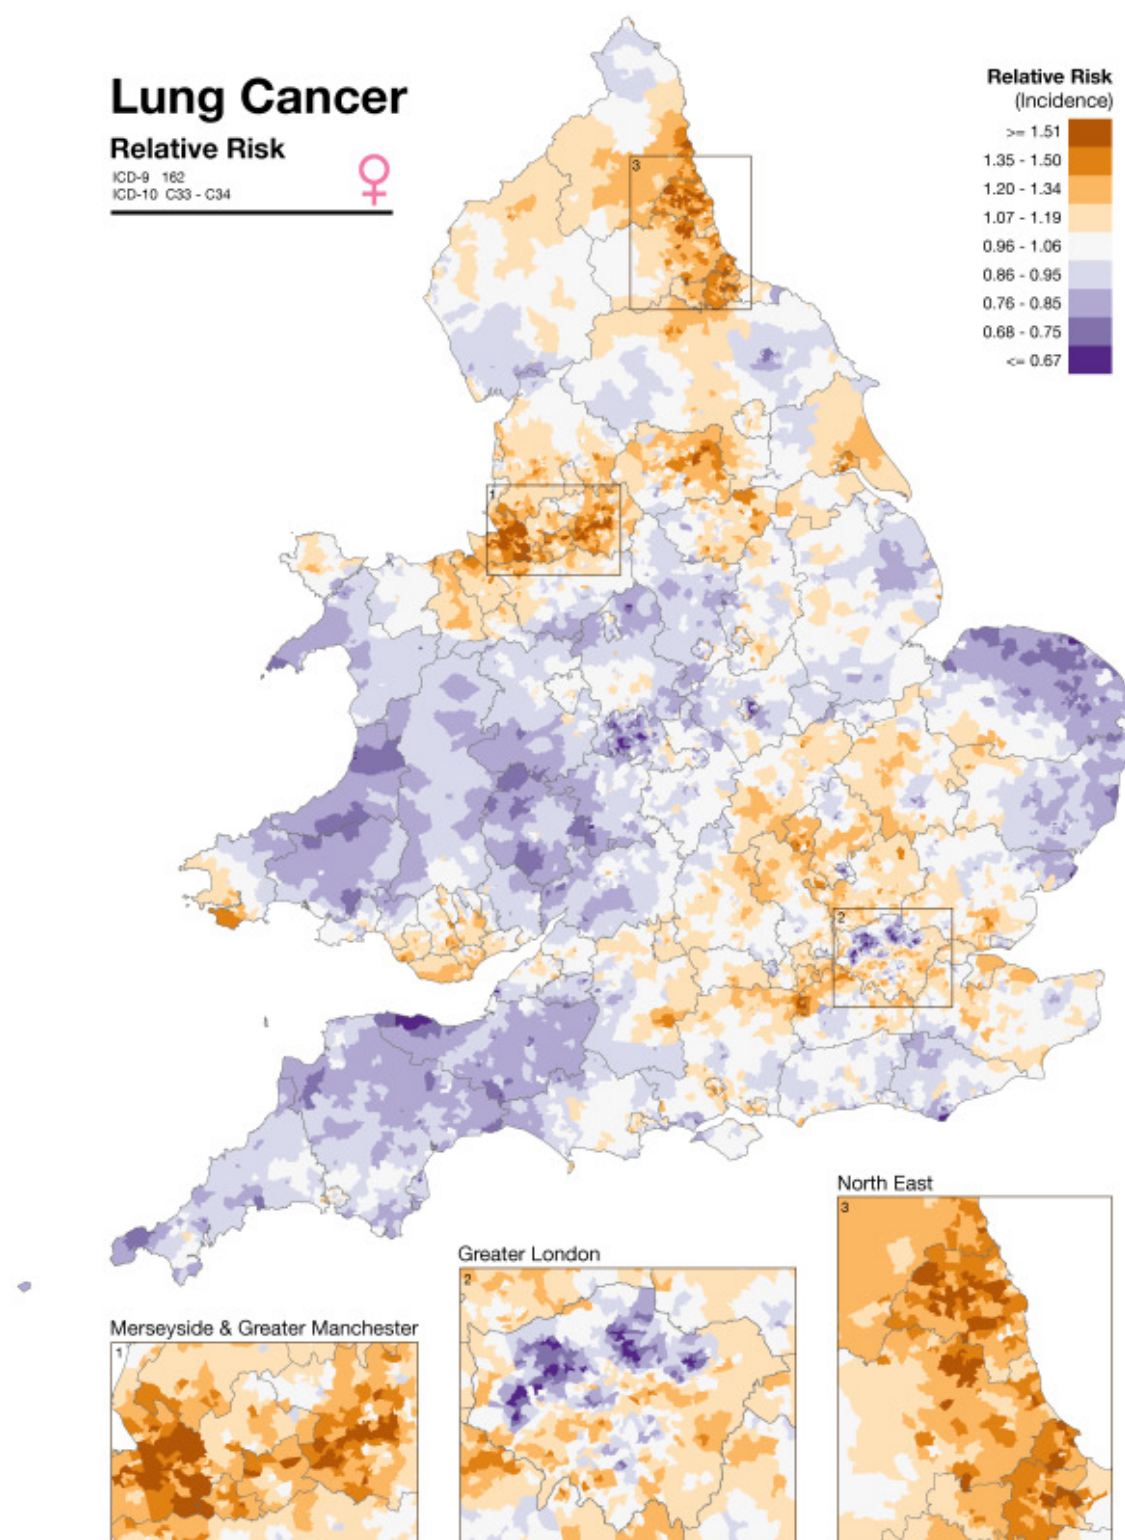 Lung Cancer
Relative Risk
ICD-9 162
ICD-10 C33 - C34
Relative Risk
(Incidence)
>= 1.51
1.35 - 1.50
1.20 - 1.34
1.07 - 1.19
0.96 - 1.06
0.86 - 0.95
0.76 - 0.85
0.68 - 0.75
<= 0.67
3
1
2
North East
3
Greater London
2
Merseyside & Greater Manchester
1